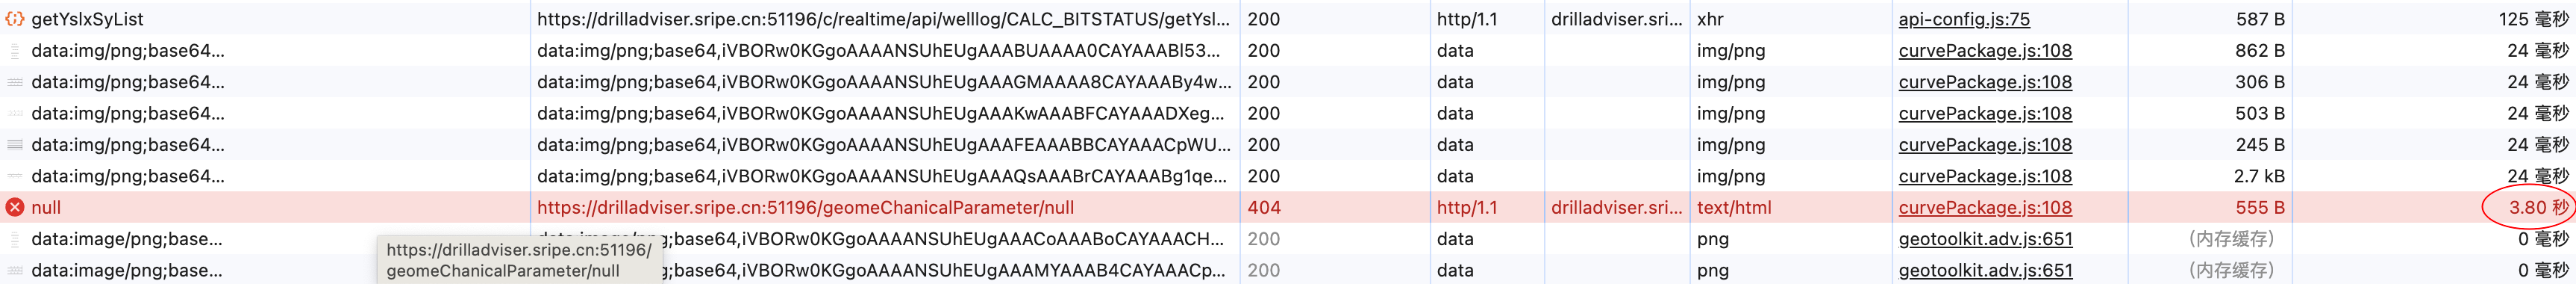 getYslxSyList https://drilladviser.sripe.cn:51196/c/realtime/api/welllog/CALC_BITSTATUS/getYsl... 200 http/1.1 drilladviser.sri... xhr api-config.js:75 587 B 125 毫秒
data:img/png;base64... data:img/png;base64,iVBORw0KGgoAAAANSUhEUgAAABUAAAA0CAYAAABl53... 200 data img/png curvePackage.js:108 862 B 24 毫秒
data:img/png;base64... data:img/png;base64,iVBORw0KGgoAAAANSUhEUgAAAGMAAAA8CAYAAABy4w... 200 data img/png curvePackage.js:108 306 B 24 毫秒
data:img/png;base64... data:img/png;base64,iVBORw0KGgoAAAANSUhEUgAAAKwAAABFCAYAAADXeg... 200 data img/png curvePackage.js:108 503 B 24 毫秒
data:img/png;base64... data:img/png;base64,iVBORw0KGgoAAAANSUhEUgAAAFEAAABBCAYAAACpWU... 200 data img/png curvePackage.js:108 245 B 24 毫秒
data:img/png;base64... data:img/png;base64,iVBORw0KGgoAAAANSUhEUgAAAQsAAABrCAYAAABg1qe... 200 data img/png curvePackage.js:108 2.7 kB 24 毫秒
null https://drilladviser.sripe.cn:51196/geomeChanicalParameter/null 404 http/1.1 drilladviser.sri... text/html curvePackage.js:108 555 B 3.80 秒
data:image/png;base... png;base64,iVBORw0KGgoAAAANSUhEUgAAACoAAABoCAYAAACH... 200 data png geotoolkit.adv.js:651 (内存缓存) 0 毫秒
https://drilladviser.sripe.cn:51196/
geomeChanicalParameter/null
data:image/png;base... g;base64,iVBORw0KGgoAAAANSUhEUgAAAMYAAAB4CAYAAACp... 200 data png geotoolkit.adv.js:651 (内存缓存) 0 毫秒